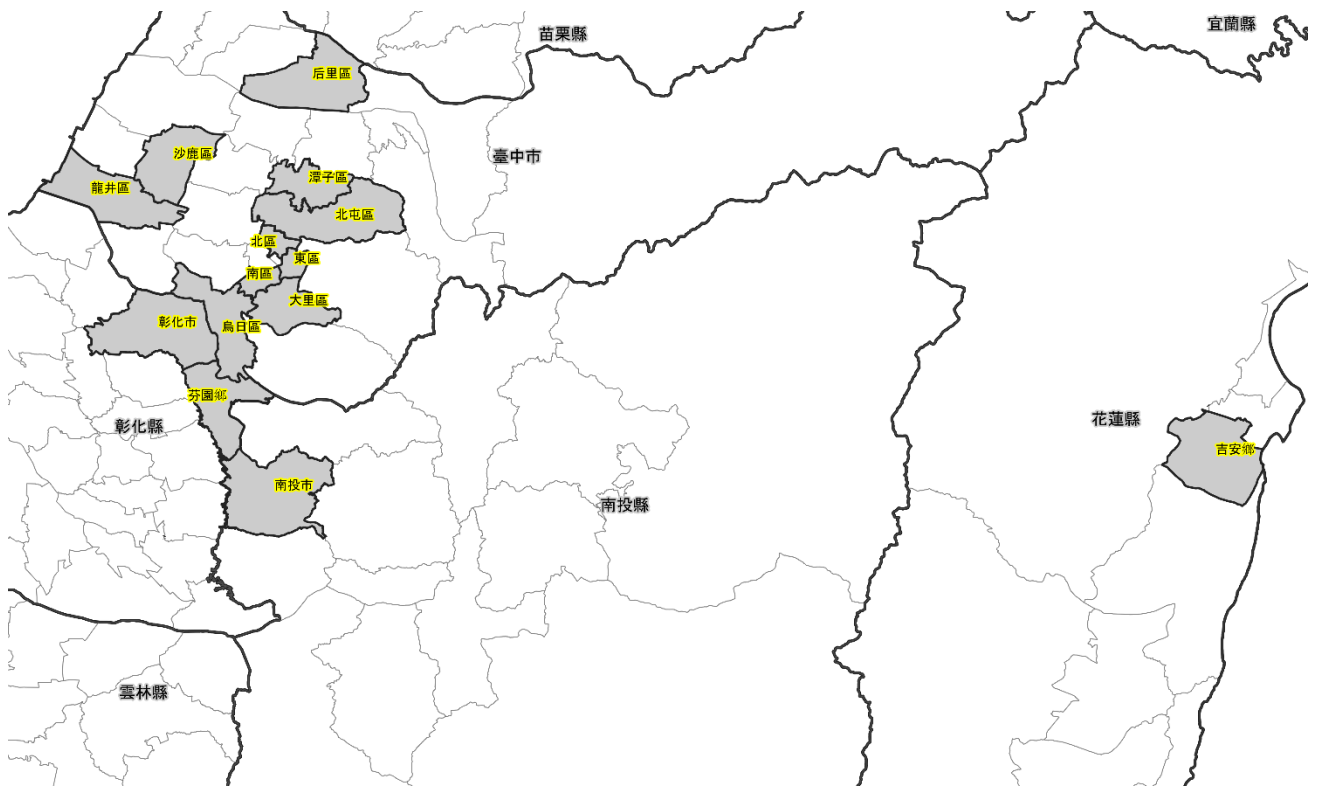 宜蘭縣
苗栗縣
后里區
沙鹿區
臺中市
潭子區
龍井區
北屯區
北區
東區
南區
大里區
彰化市
烏日區
芬園鄉
花蓮縣
彰化縣
吉安鄉
南投市
南投縣
雲林縣